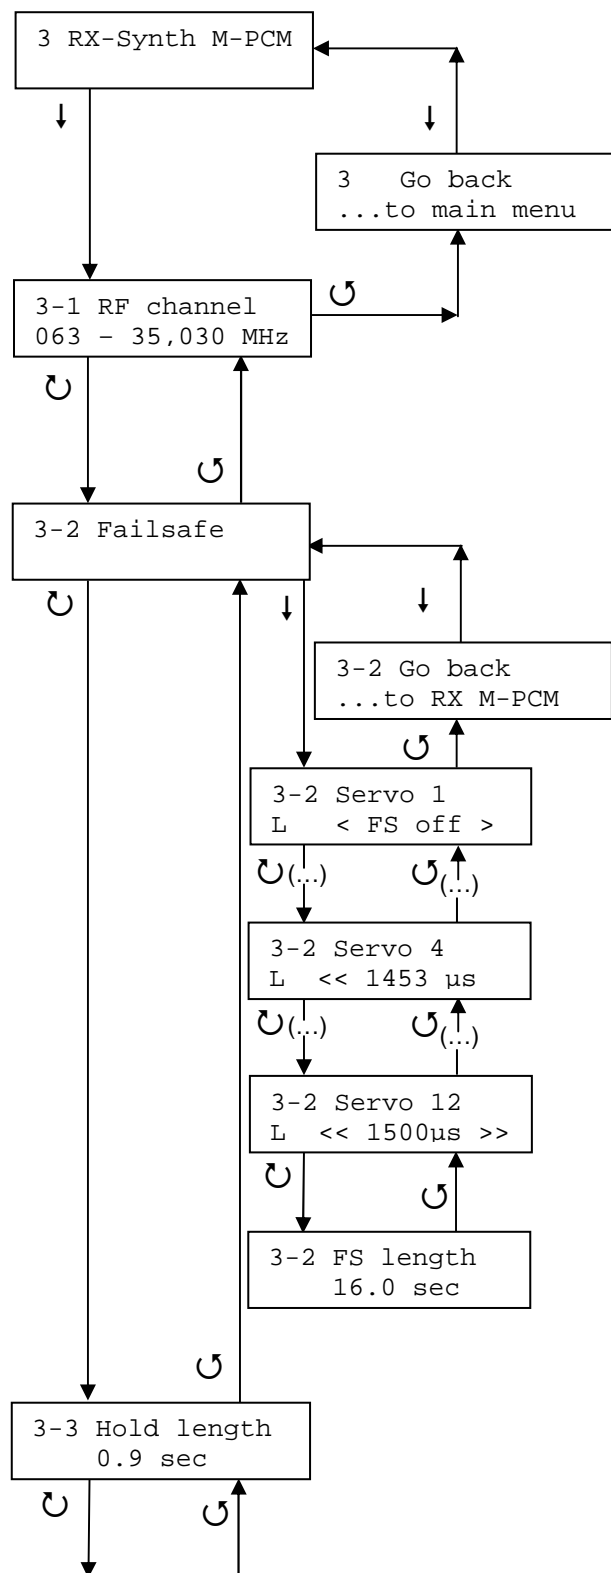 3 RX-Synth M-PCM
3 Go back
...to main menu
3-1 RF channel
063 – 35,030 MHz
3-2 Failsafe
3-2 Go back
...to RX M-PCM
3-2 Servo 1
L < FS off >
(...)
(...)
3-2 Servo 4
L << 1453 µs
(...)
(...)
3-2 Servo 12
L << 1500µs >>
3-2 FS length
16.0 sec
3-3 Hold length
0.9 sec